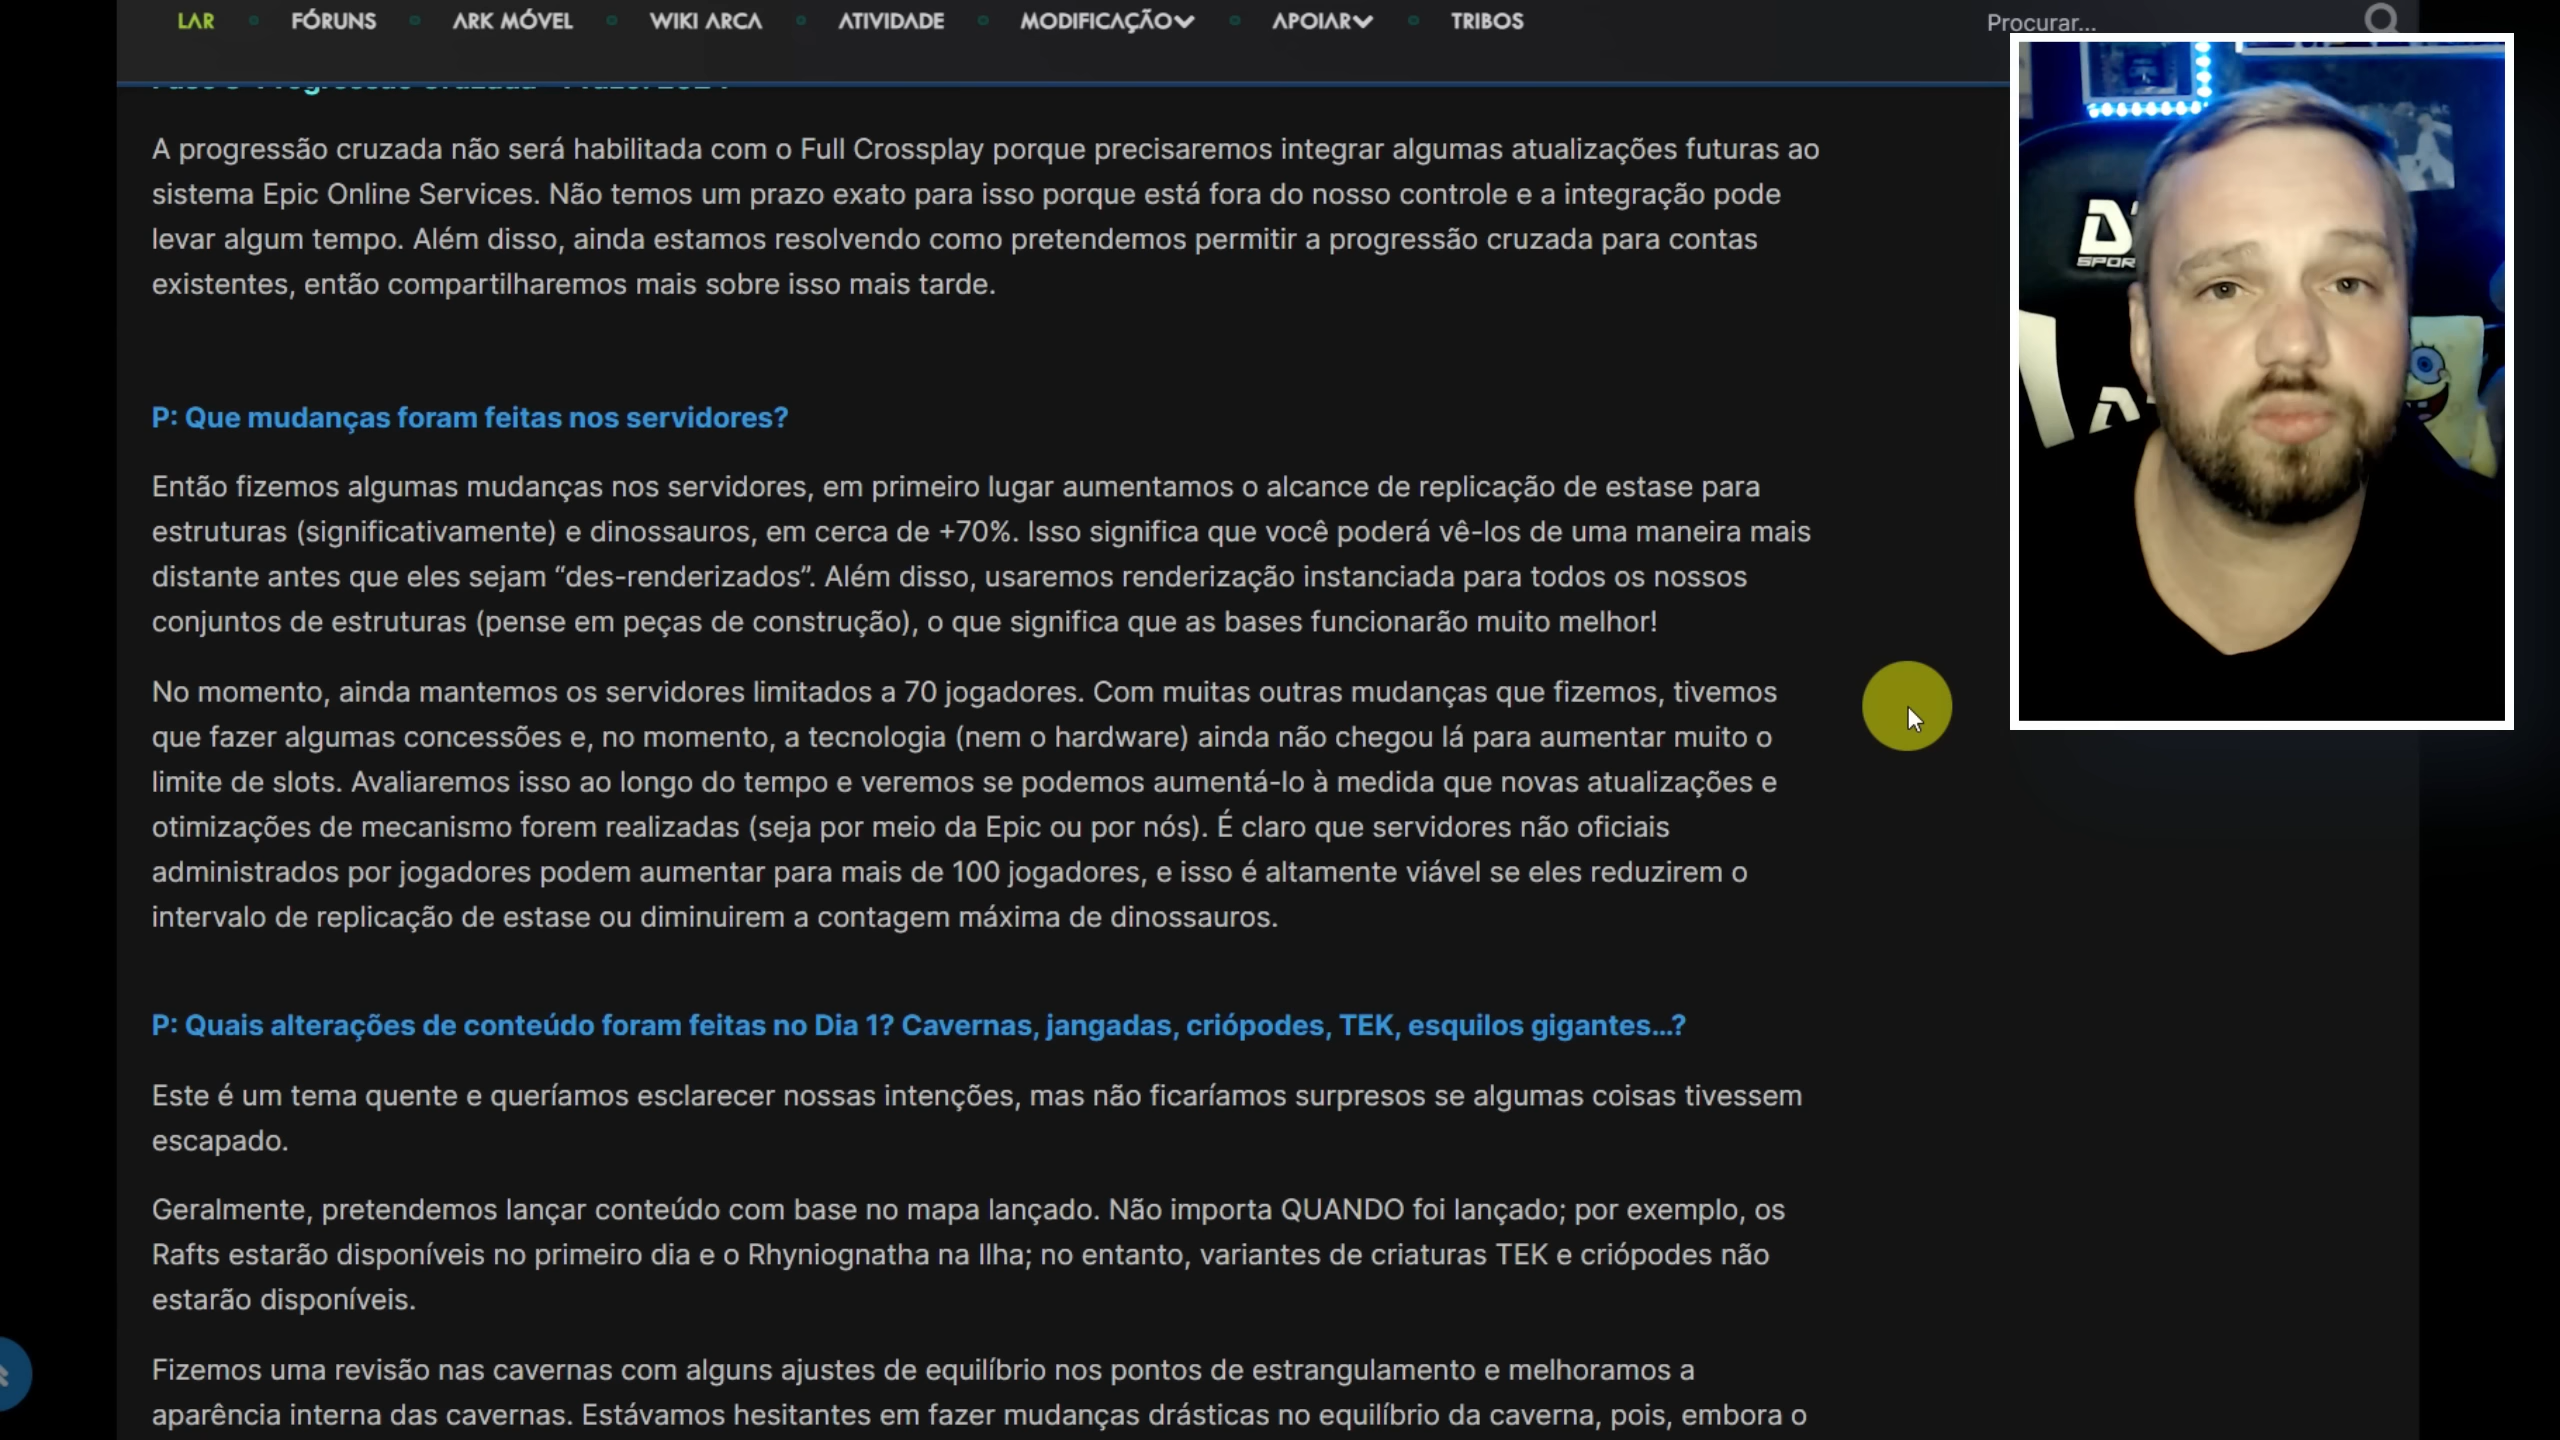 LAR FÓRUNS ARK MÓVEL WIKI ARCA ATIVIDADE MODIFICAÇÃO APOIAR TRIBOS Procurar...
A progressão cruzada não será habilitada com o Full Crossplay porque precisaremos integrar algumas atualizações futuras ao
sistema Epic Online Services. Não temos um prazo exato para isso porque está fora do nosso controle e a integração pode
levar algum tempo. Além disso, ainda estamos resolvendo como pretendemos permitir a progressão cruzada para contas
existentes, então compartilharemos mais sobre isso mais tarde.
P: Que mudanças foram feitas nos servidores?
Então fizemos algumas mudanças nos servidores, em primeiro lugar aumentamos o alcance de replicação de estase para
estruturas (significativamente) e dinossauros, em cerca de +70%. Isso significa que você poderá vê-los de uma maneira mais
distante antes que eles sejam “des-renderizados”. Além disso, usaremos renderização instanciada para todos os nossos
conjuntos de estruturas (pense em peças de construção), o que significa que as bases funcionarão muito melhor!
No momento, ainda mantemos os servidores limitados a 70 jogadores. Com muitas outras mudanças que fizemos, tivemos
que fazer algumas concessões e, no momento, a tecnologia (nem o hardware) ainda não chegou lá para aumentar muito o
limite de slots. Avaliaremos isso ao longo do tempo e veremos se podemos aumentá-lo à medida que novas atualizações e
otimizações de mecanismo forem realizadas (seja por meio da Epic ou por nós). É claro que servidores não oficiais
administrados por jogadores podem aumentar para mais de 100 jogadores, e isso é altamente viável se eles reduzirem o
intervalo de replicação de estase ou diminuirem a contagem máxima de dinossauros.
P: Quais alterações de conteúdo foram feitas no Dia 1? Cavernas, jangadas, criópodes, TEK, esquilos gigantes...?
Este é um tema quente e queríamos esclarecer nossas intenções, mas não ficaríamos surpresos se algumas coisas tivessem
escapado.
Geralmente, pretendemos lançar conteúdo com base no mapa lançado. Não importa QUANDO foi lançado; por exemplo, os
Rafts estarão disponíveis no primeiro dia e o Rhyniognatha na Ilha; no entanto, variantes de criaturas TEK e criópodes não
estarão disponíveis.
Fizemos uma revisão nas cavernas com alguns ajustes de equilíbrio nos pontos de estrangulamento e melhoramos a
aparência interna das cavernas. Estávamos hesitantes em fazer mudanças drásticas no equilíbrio da caverna, pois, embora o